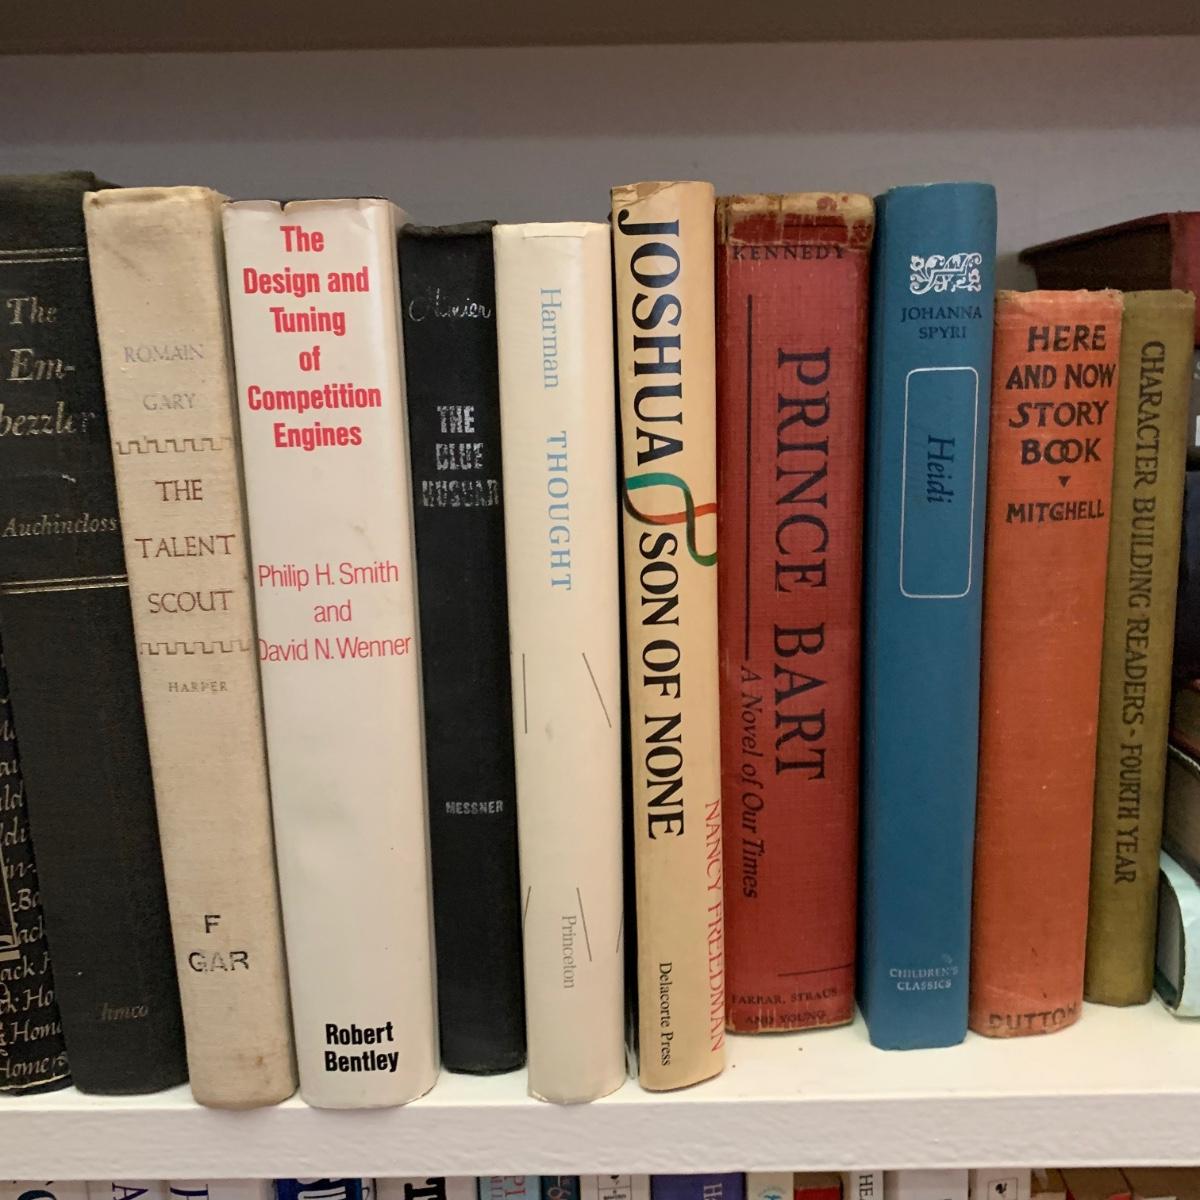 The
Em-
bezzler
Auchincloss
ROMAIN
GARY
THE
TALENT
SCOUT
HARPER
F
GAR
The
Design and
Tuning
of
Competition
Engines
Philip H. Smith
and
David N. Wenner
Robert
Bentley
THE
BLUE
HUSSAR
MESSNER
Harman
THOUGHT
Princeton
JOSHUA SON OF NONE
NANCY FREEDMAN
Delacorte Press
KENNEDY
PRINCE BART
A Novel of Our Times
FARRAR, STRAUS
AND YOUNG
JOHANNA
SPYRI
Heidi
CHILDREN'S
CLASSICS
HERE
AND NOW
STORY
BOOK
MITCHELL
DUTTON
CHARACTER BUILDING READERS - FOURTH YEAR